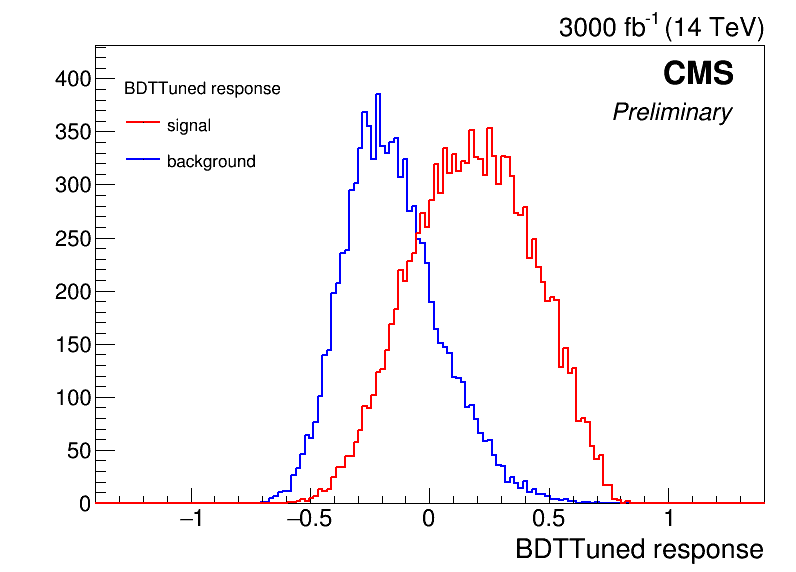 3000 fb-1 (14 TeV)
CMS
Preliminary
BDTTuned response
signal
background
400
350
300
250
200
150
100
50
0
−1 −0.5 0 0.5 1
BDTTuned response